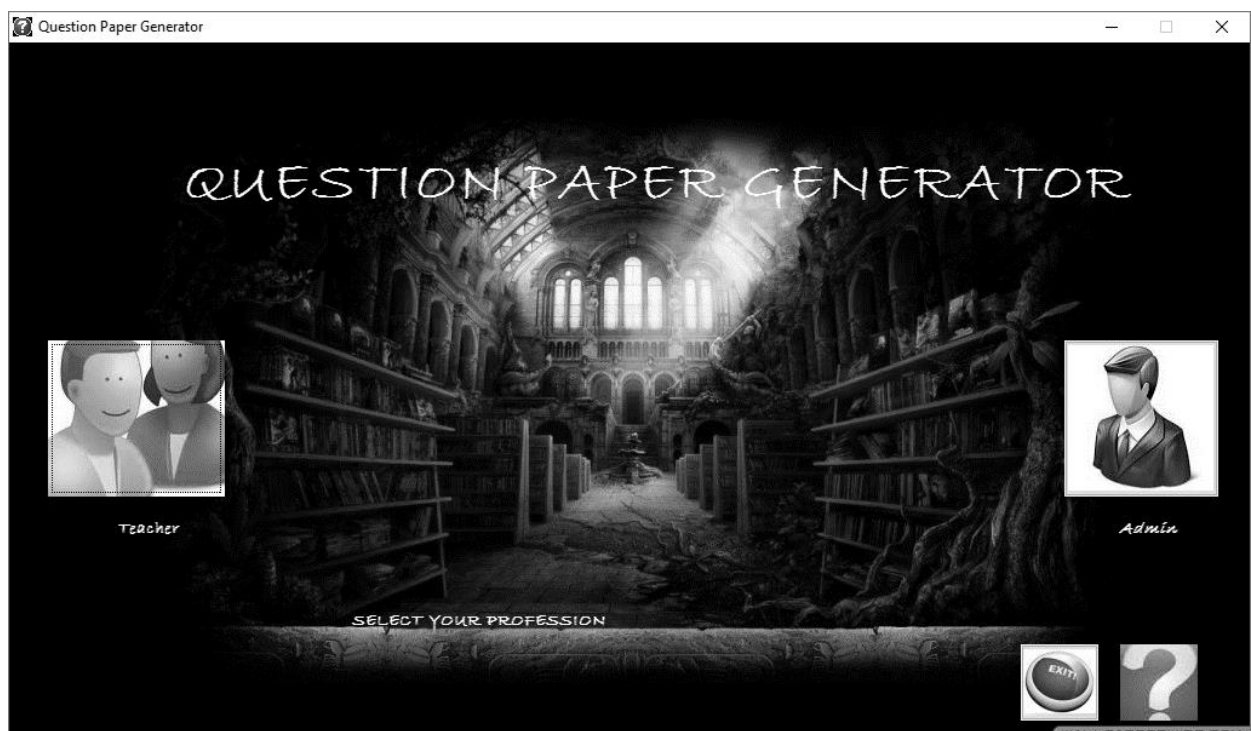 Question Paper Generator
QUESTION PAPER GENERATOR
Teacher
Admin
SELECT YOUR PROFESSION
EXIT!
?